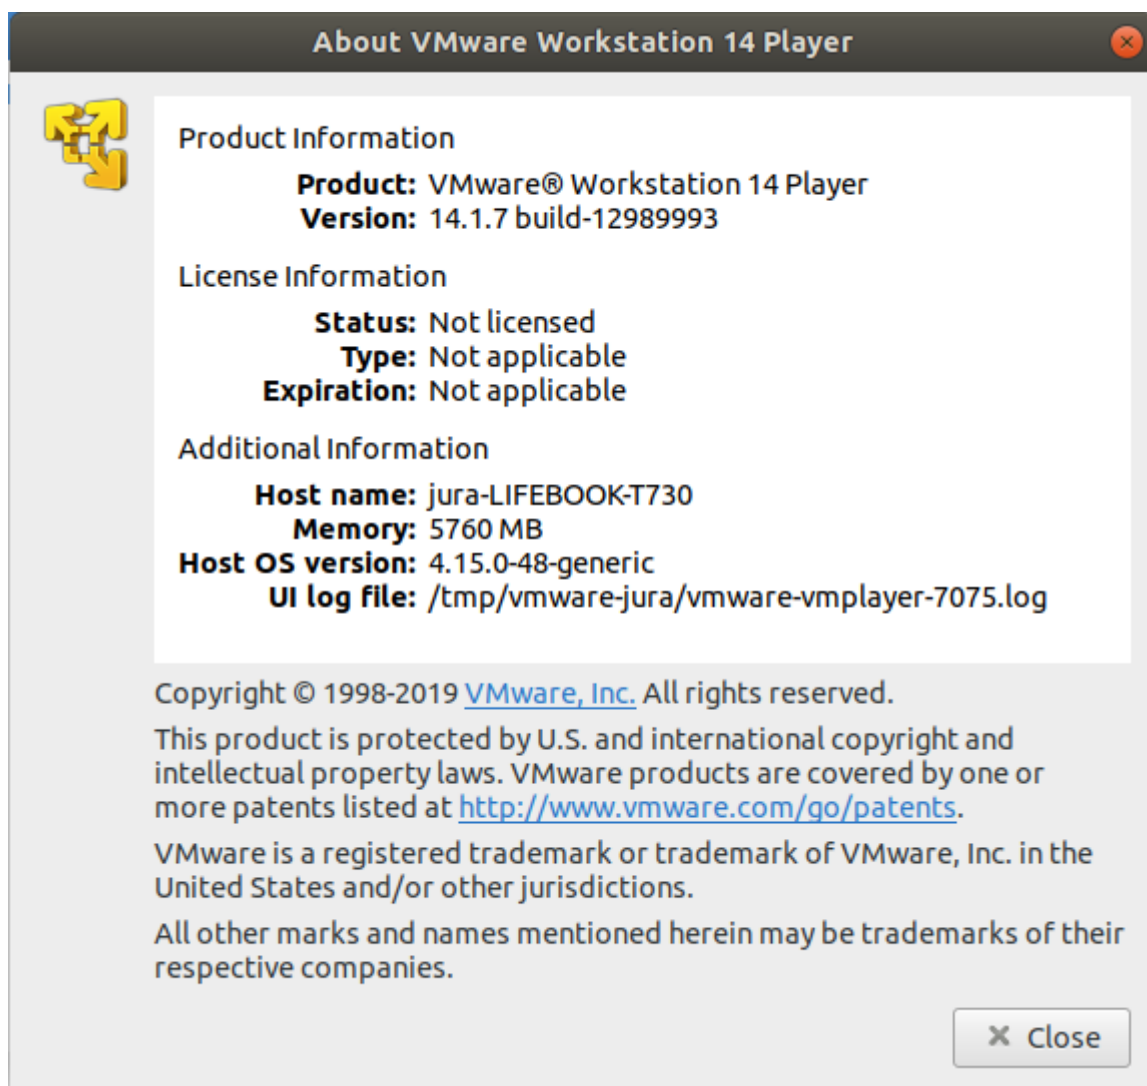 About VMware Workstation 14 Player
Product Information
Product: VMware® Workstation 14 Player
Version: 14.1.7 build-12989993
License Information
Status: Not licensed
Type: Not applicable
Expiration: Not applicable
Additional Information
Host name: jura-LIFEBOOK-T730
Memory: 5760 MB
Host OS version: 4.15.0-48-generic
UI log file: /tmp/vmware-jura/vmware-vmplayer-7075.log
Copyright © 1998-2019 VMware, Inc. All rights reserved.
This product is protected by U.S. and international copyright and
intellectual property laws. VMware products are covered by one or
more patents listed at http://www.vmware.com/go/patents.
VMware is a registered trademark or trademark of VMware, Inc. in the
United States and/or other jurisdictions.
All other marks and names mentioned herein may be trademarks of their
respective companies.
Close